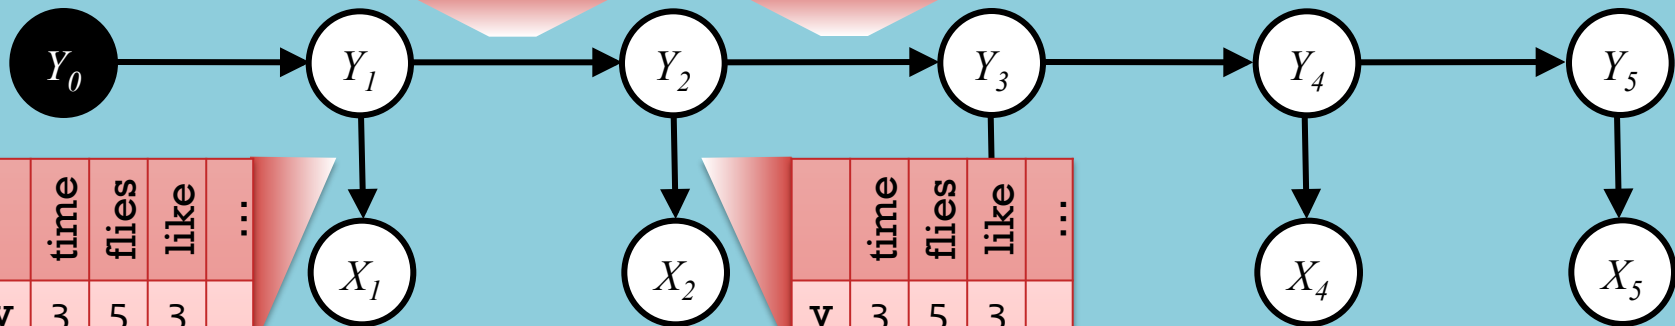 Y0 Y1 Y2 Y3 Y4 Y5
time flies like ... time flies like ...
X1 X2 X4 X5
v 3 5 3 v 3 5 3